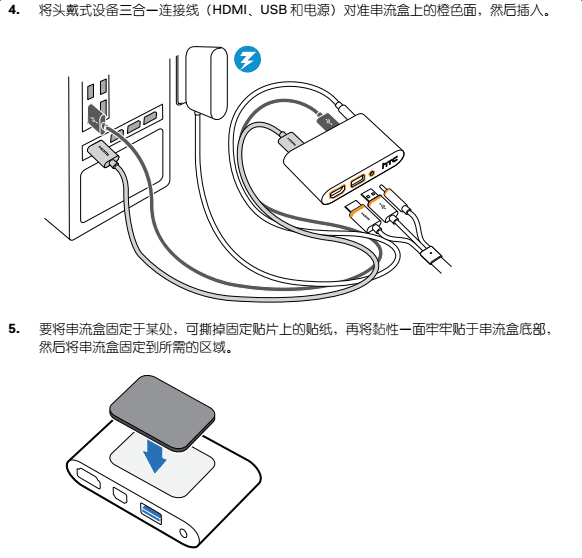 4. 将头戴式设备三合一连接线（HDMI、USB 和电源）对准串流盒上的橙色面，然后插入。
htc
5. 要将串流盒固定于某处，可撕掉固定贴片上的贴纸，再将黏性一面牢牢贴于串流盒底部，
然后将串流盒固定到所需的区域。